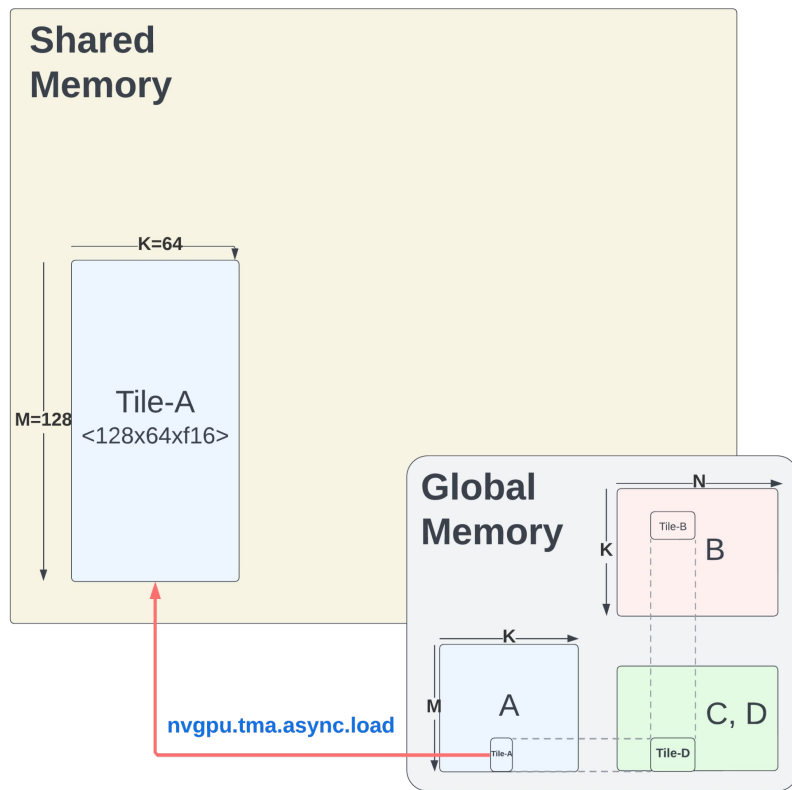 Shared
Memory
K=64
M=128
Tile-A
<128x64xf16>
Global
Memory
N
K
Tile-B
B
K
M
A
C, D
nvgpu.tma.async.load
Tile-A
Tile-D